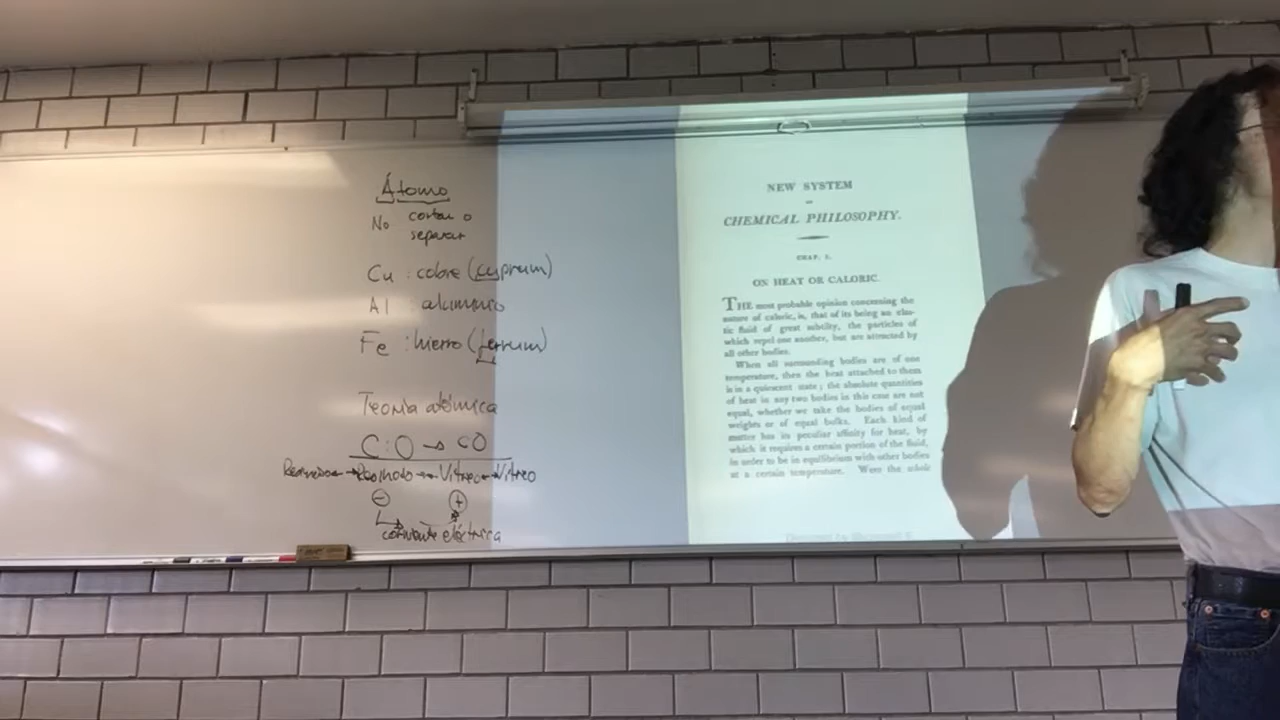 Átomo
No cortar o
separar
Cu : cobre (cuprum)
Al : aluminio
Fe : hierro (ferrum)
Teoría atómica
C:O → CO
→ → Vitreo ← Vitreo
⊖ ⊕
corriente eléctrica
NEW SYSTEM
OF
CHEMICAL PHILOSOPHY.
CHAP. I.
ON HEAT OR CALORIC.
THE most probable opinion concerning the
nature of caloric, is, that of its being an elas-
tic fluid of great subtility, the particles of
which repel one another, but are attracted by
all other bodies.
When all surrounding bodies are of one
temperature, then the heat attached to them
is in a quiescent state; the absolute quantities
of heat in any two bodies in this case are not
equal, whether we take the bodies of equal
weights or of equal bulks. Each kind of
matter has its peculiar affinity for heat, by
which it requires a certain portion of the fluid,
in order to be in equilibrium with other bodies
at a certain temperature. Were the whole